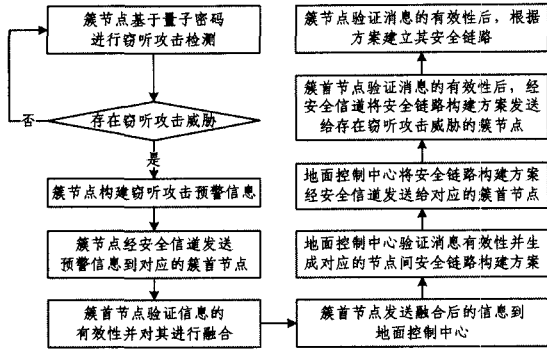 簇节点基于量子密码
进行窃听攻击检测
存在窃听攻击威胁
否
是
簇节点构建窃听攻击预警信息
簇节点经安全信道发送
预警信息到对应的簇首节点
簇首节点验证信息的
有效性并对其进行融合
簇首节点发送融合后的信息到
地面控制中心
地面控制中心验证消息有效性并生
成对应的节点间安全链路构建方案
地面控制中心将安全链路构建方案
经安全信道发送给对应的簇首节点
簇首节点验证消息的有效性后，经
安全信道将安全链路构建方案发送
给存在窃听攻击威胁的簇节点
簇节点验证消息的有效性后，根据
方案建立其安全链路